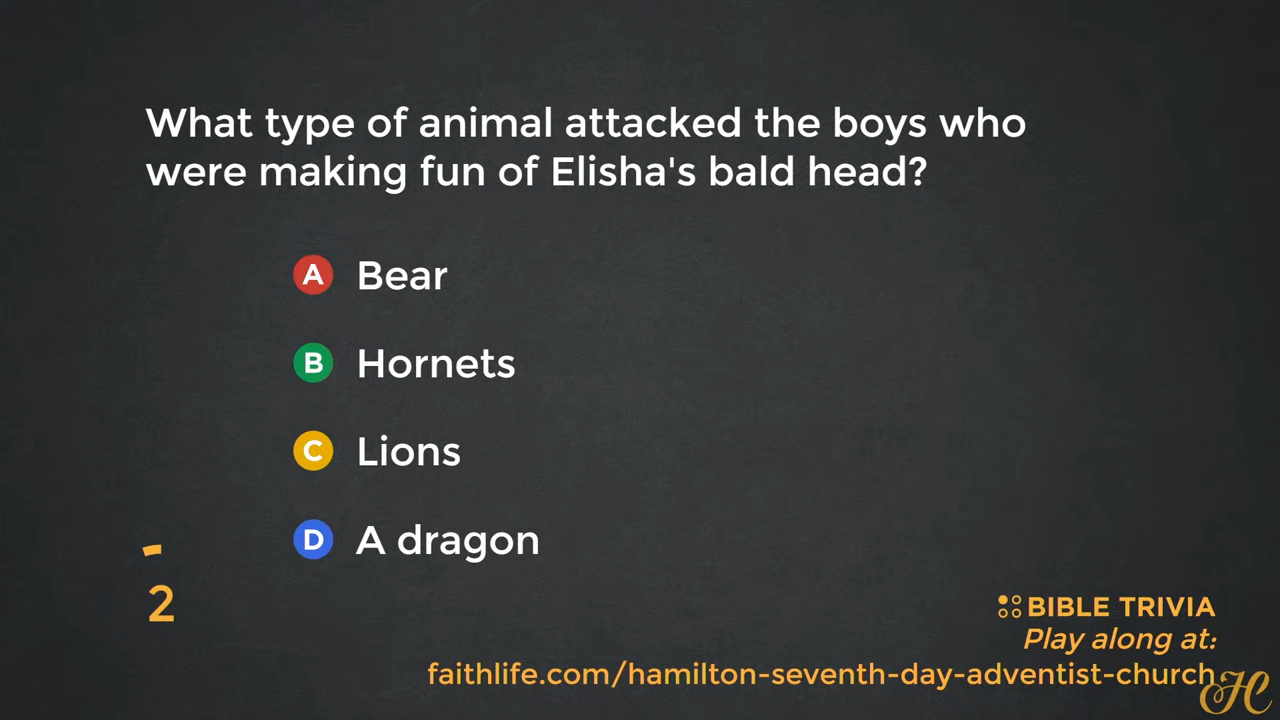 What type of animal attacked the boys who
were making fun of Elisha's bald head?
A Bear
B Hornets
C Lions
D A dragon
2
BIBLE TRIVIA
Play along at:
faithlife.com/hamilton-seventh-day-adventist-church
H